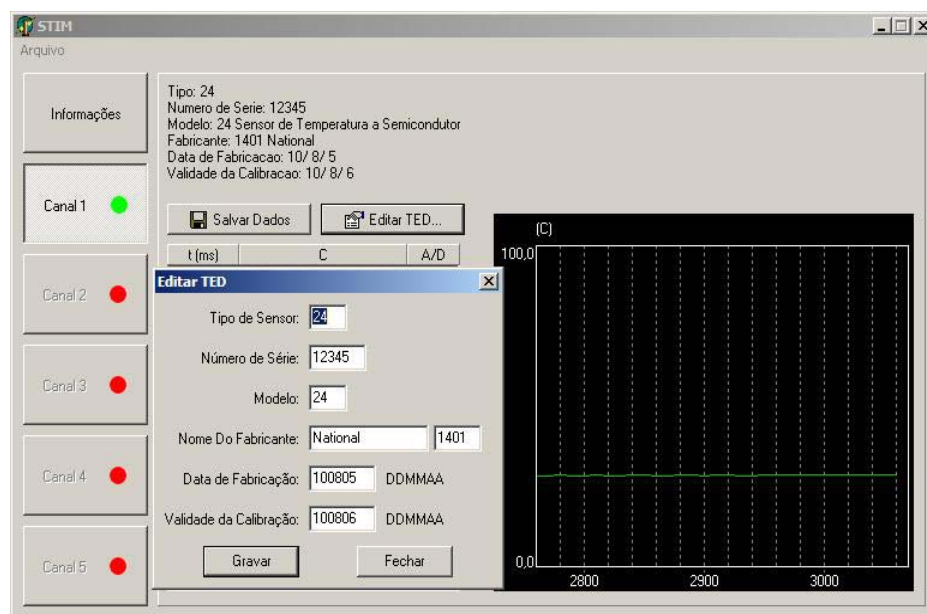 STIM
Arquivo
Informações
Canal 1
Canal 2
Canal 3
Canal 4
Canal 5
Tipo: 24
Numero de Serie: 12345
Modelo: 24 Sensor de Temperatura a Semicondutor
Fabricante: 1401 National
Data de Fabricacao: 10/ 8/ 5
Validade da Calibracao: 10/ 8/ 6
Salvar Dados
Editar TED...
t (ms) C A/D
Editar TED
Tipo de Sensor: 24
Número de Série: 12345
Modelo: 24
Nome Do Fabricante: National 1401
Data de Fabricação: 100805 DDMMAA
Validade da Calibração: 100806 DDMMAA
Gravar Fechar
(C)
100,0
0,0
2800 2900 3000